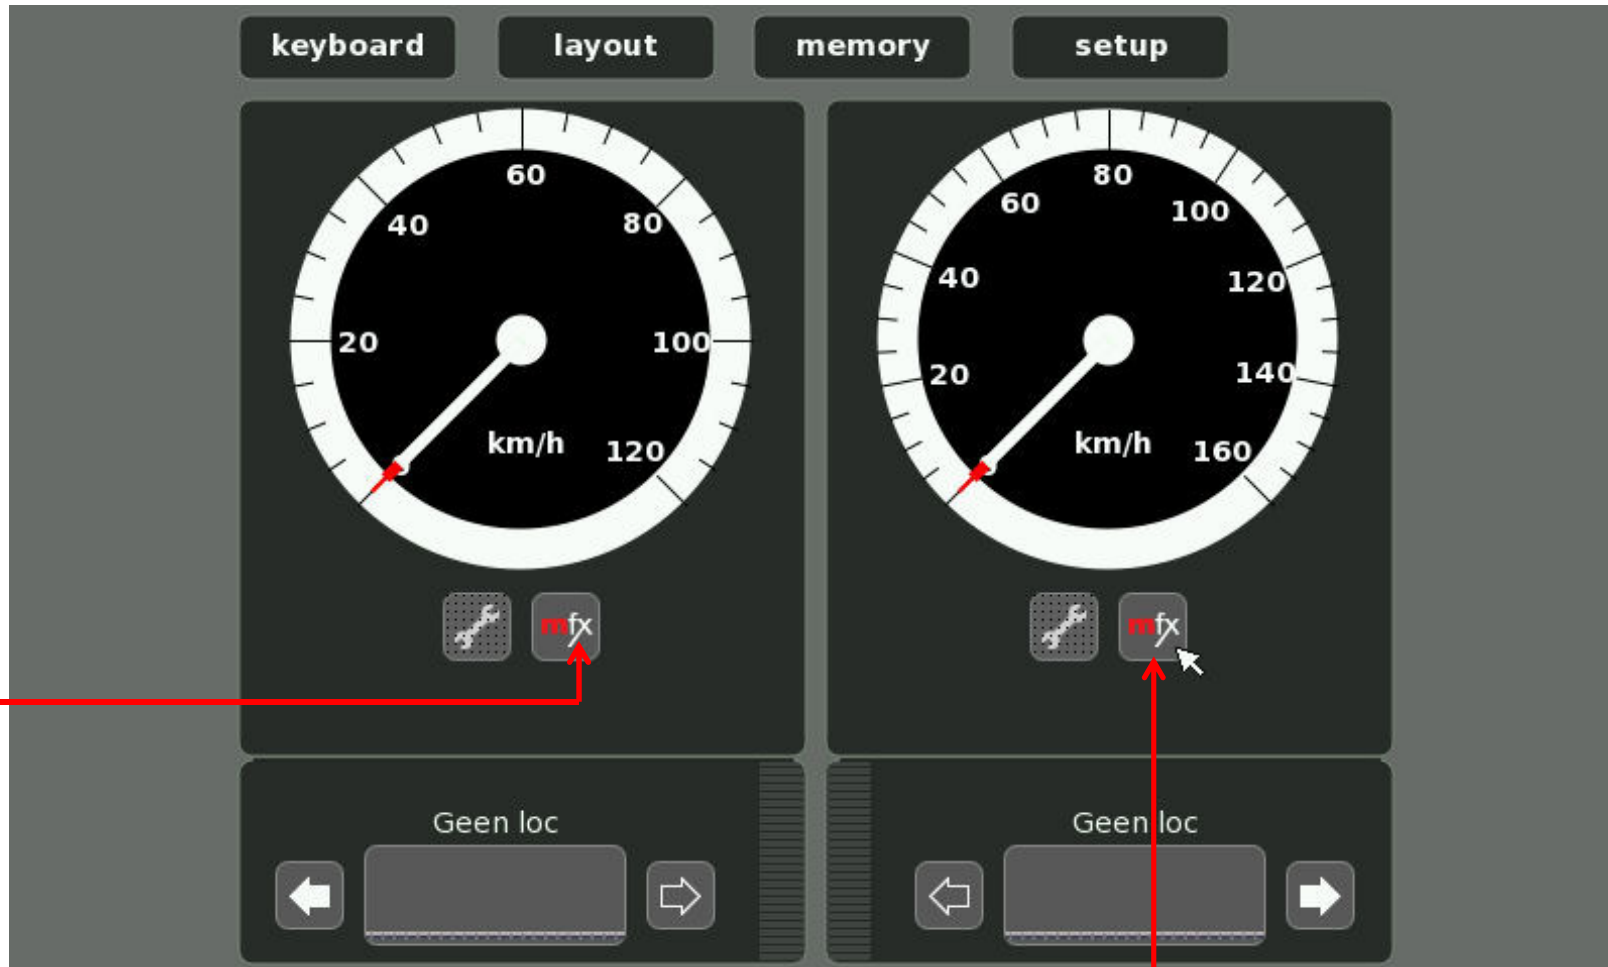 keyboard layout memory setup
60
40 80
20 100
km/h 120
80
60 100
40 120
20 140
km/h 160
mfx
mfx
Geen loc
Geen loc